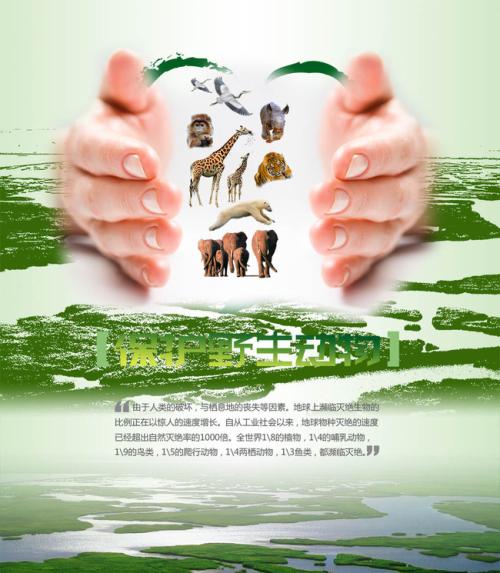 【保护野生动物】
❝由于人类的破坏，与栖息地的丧失等因素。地球上濒临灭绝生物的
比例正在以惊人的速度增长。自从工业社会以来，地球物种灭绝的速度
已经超出自然灭绝率的1000倍。全世界1\8的植物，1\4的哺乳动物，
1\9的鸟类，1\5的爬行动物，1\4两栖动物，1\3鱼类，都濒临灭绝。❞